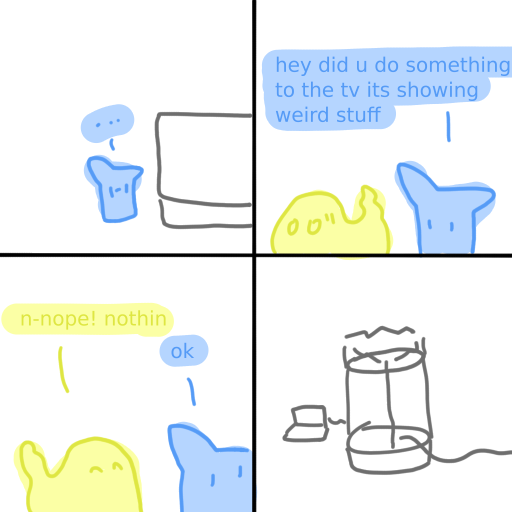 ...
hey did u do something
to the tv its showing
weird stuff
n-nope! nothin
ok